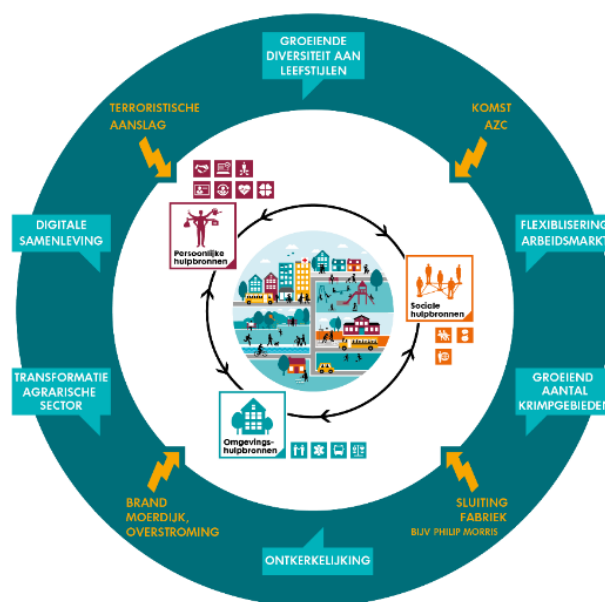 GROEIENDE
DIVERSITEIT AAN
LEEFSTIJLEN
TERRORISTISCHE
AANSLAG
KOMST
AZC
DIGITALE
SAMENLEVING
FLEXIBLISERING
ARBEIDSMARKT
Persoonlijke
hulpbronnen
Sociale
hulpbronnen
TRANSFORMATIE
AGRARISCHE
SECTOR
GROEIEND
AANTAL
KRIMPGEBIEDEN
Omgevings-
hulpbronnen
BRAND
MOERDIJK,
OVERSTROMING
SLUITING
FABRIEK
BIJV PHILIP MORRIS
ONTKERKELIJKING